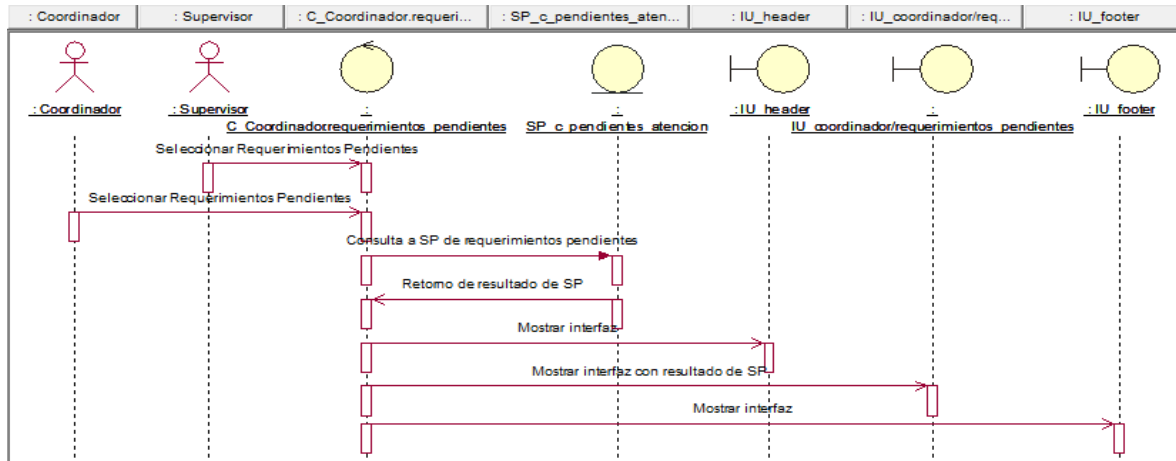 : Coordinador
: Supervisor
: C_Coordinador.requeri...
: SP_c_pendientes_aten...
: IU_header
: IU_coordinador/req...
: IU_footer
: Coordinador
: Supervisor
:
C_Coordinador.requerimientos_pendientes
:
SP_c_pendientes_atencion
: IU_header
:
IU_coordinador/requerimientos_pendientes
: IU_footer
Seleccionar Requerimientos Pendientes
Seleccionar Requerimientos Pendientes
Consulta a SP de requerimientos pendientes
Retorno de resultado de SP
Mostrar interfaz
Mostrar interfaz con resultado de SP
Mostrar interfaz